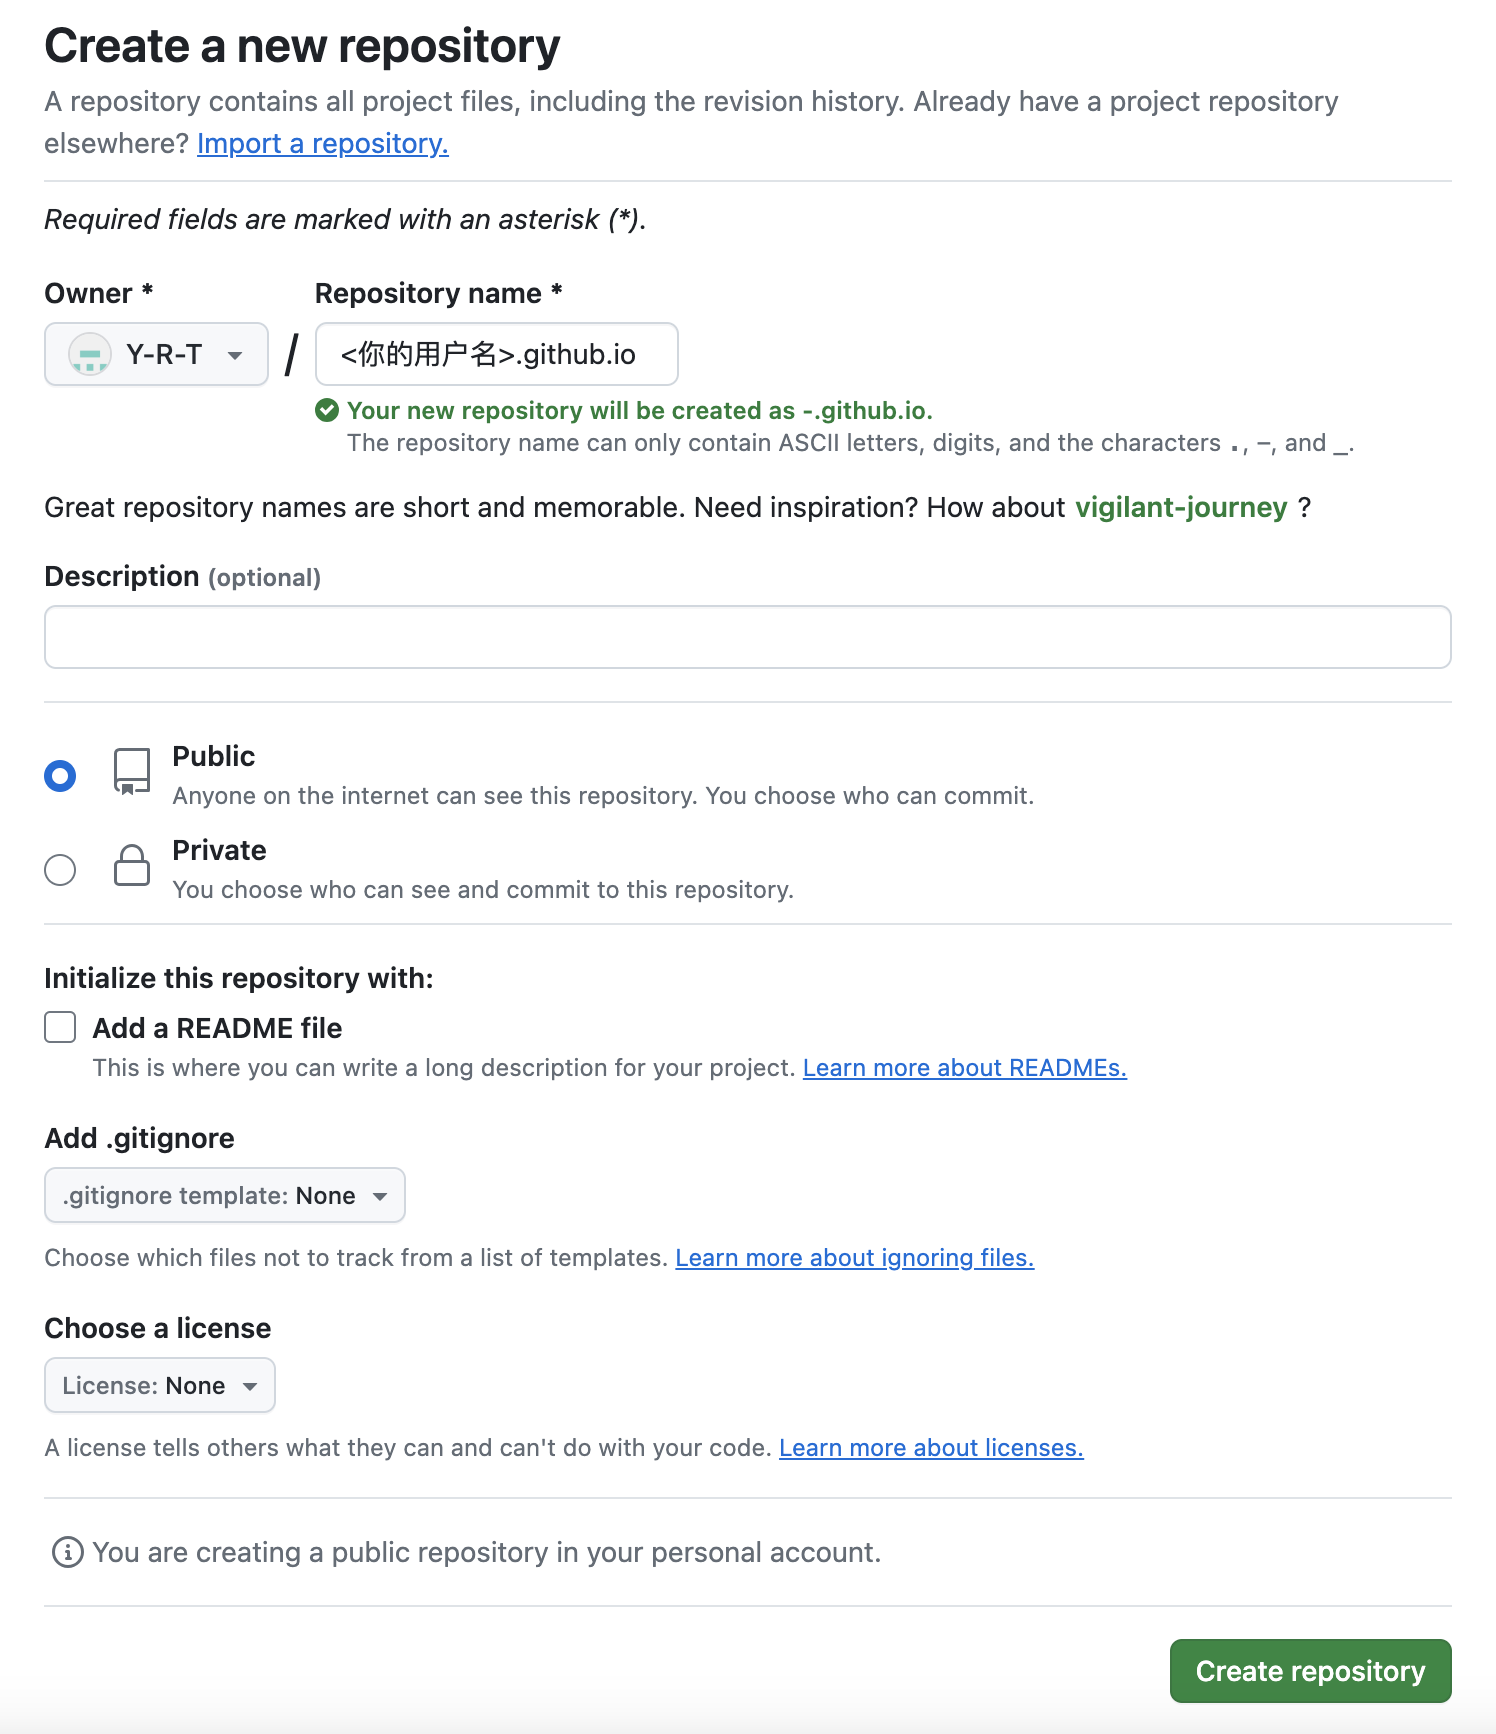 Create a new repository
A repository contains all project files, including the revision history. Already have a project repository
elsewhere? Import a repository.
Required fields are marked with an asterisk (*).
Owner * Repository name *
Y-R-T / <你的用户名>.github.io
Your new repository will be created as -.github.io.
The repository name can only contain ASCII letters, digits, and the characters ., -, and _.
Great repository names are short and memorable. Need inspiration? How about vigilant-journey ?
Description (optional)
Public
Anyone on the internet can see this repository. You choose who can commit.
Private
You choose who can see and commit to this repository.
Initialize this repository with:
Add a README file
This is where you can write a long description for your project. Learn more about READMEs.
Add .gitignore
.gitignore template: None
Choose which files not to track from a list of templates. Learn more about ignoring files.
Choose a license
License: None
A license tells others what they can and can't do with your code. Learn more about licenses.
You are creating a public repository in your personal account.
Create repository